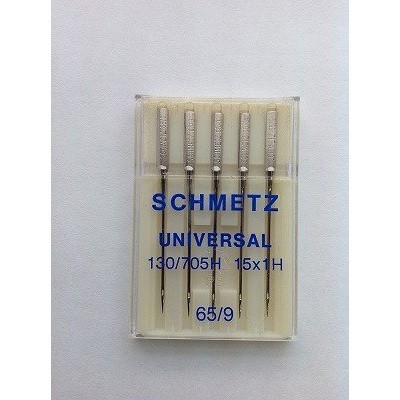 SCHMETZ
UNIVERSAL
130/705H 15x1H
65/9